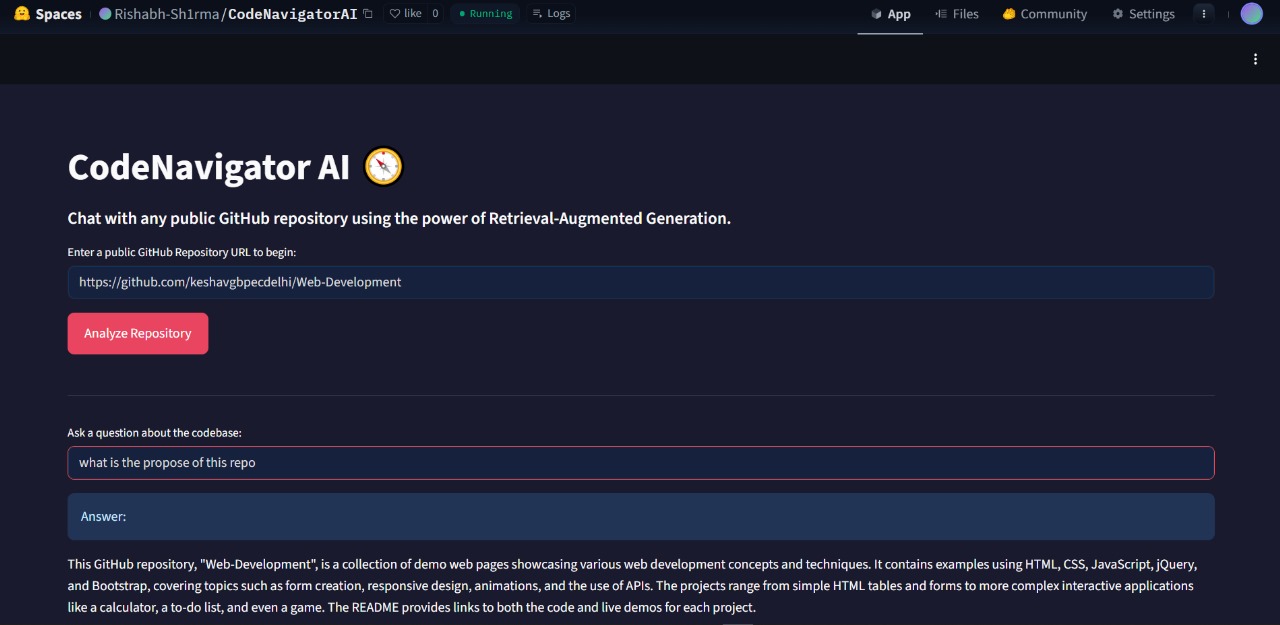 Spaces Rishabh-Sh1rma/CodeNavigatorAI like 0 Running Logs App Files Community Settings
CodeNavigator AI
Chat with any public GitHub repository using the power of Retrieval-Augmented Generation.
Enter a public GitHub Repository URL to begin:
https://github.com/keshavgbpecdelhi/Web-Development
Analyze Repository
Ask a question about the codebase:
what is the propose of this repo
Answer:
This GitHub repository, "Web-Development", is a collection of demo web pages showcasing various web development concepts and techniques. It contains examples using HTML, CSS, JavaScript, jQuery,
and Bootstrap, covering topics such as form creation, responsive design, animations, and the use of APIs. The projects range from simple HTML tables and forms to more complex interactive applications
like a calculator, a to-do list, and even a game. The README provides links to both the code and live demos for each project.